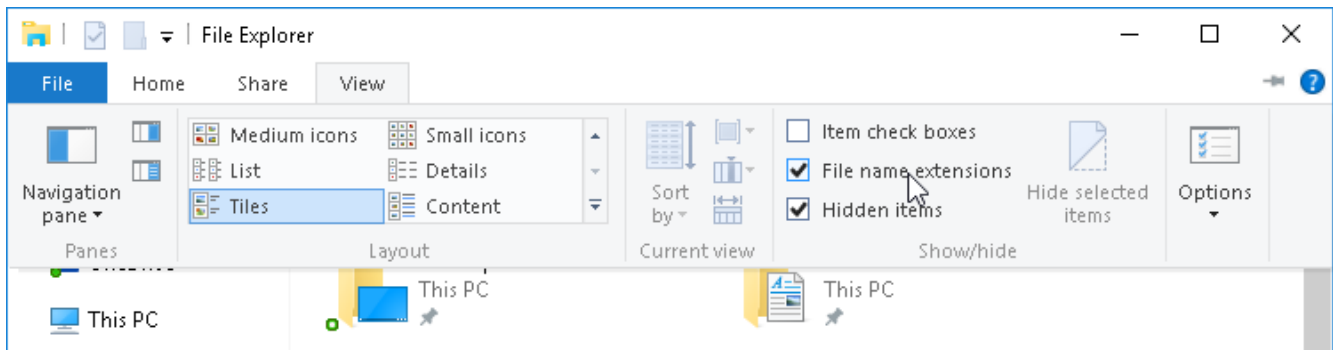 File Explorer
File Home Share View
Navigation pane
Panes
Medium icons Small icons
List Details
Tiles Content
Layout
Sort by
Current view
Item check boxes
File name extensions
Hidden items
Hide selected items
Show/hide
Options
This PC
This PC
This PC